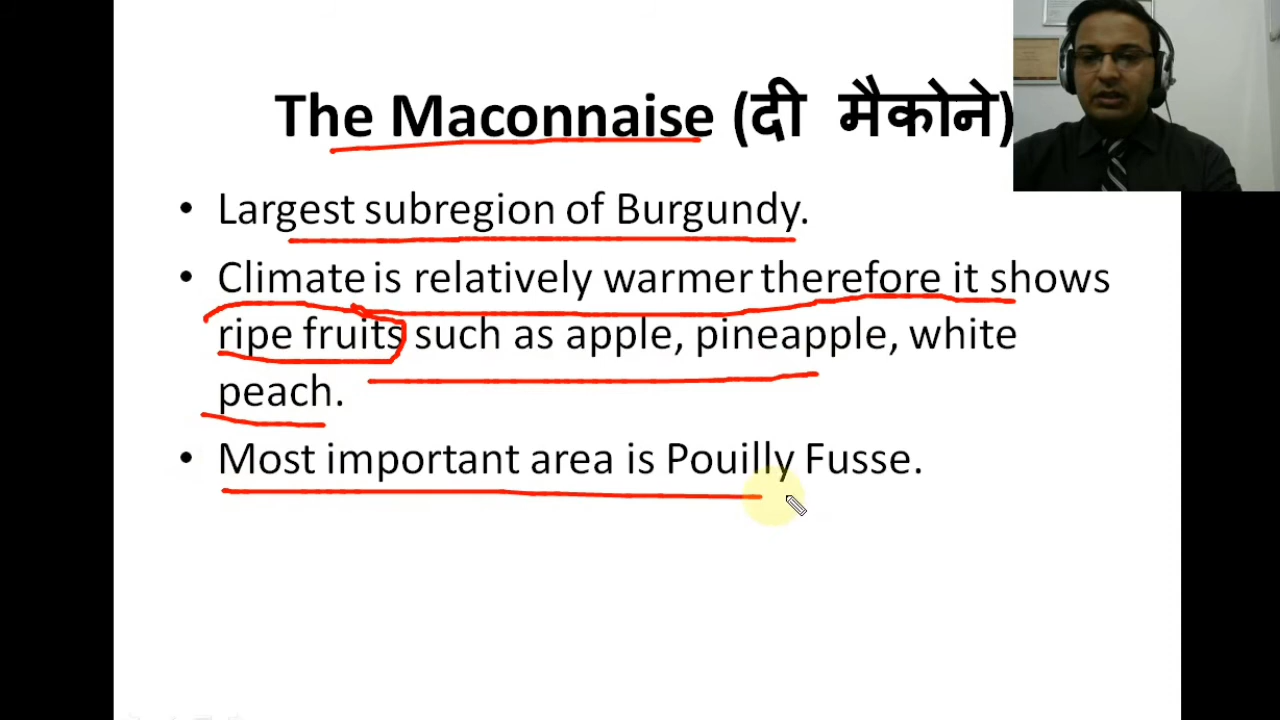 The Maconnaise (दी मैकोने)
• Largest subregion of Burgundy.
• Climate is relatively warmer therefore it shows
ripe fruits such as apple, pineapple, white
peach.
• Most important area is Pouilly Fusse.